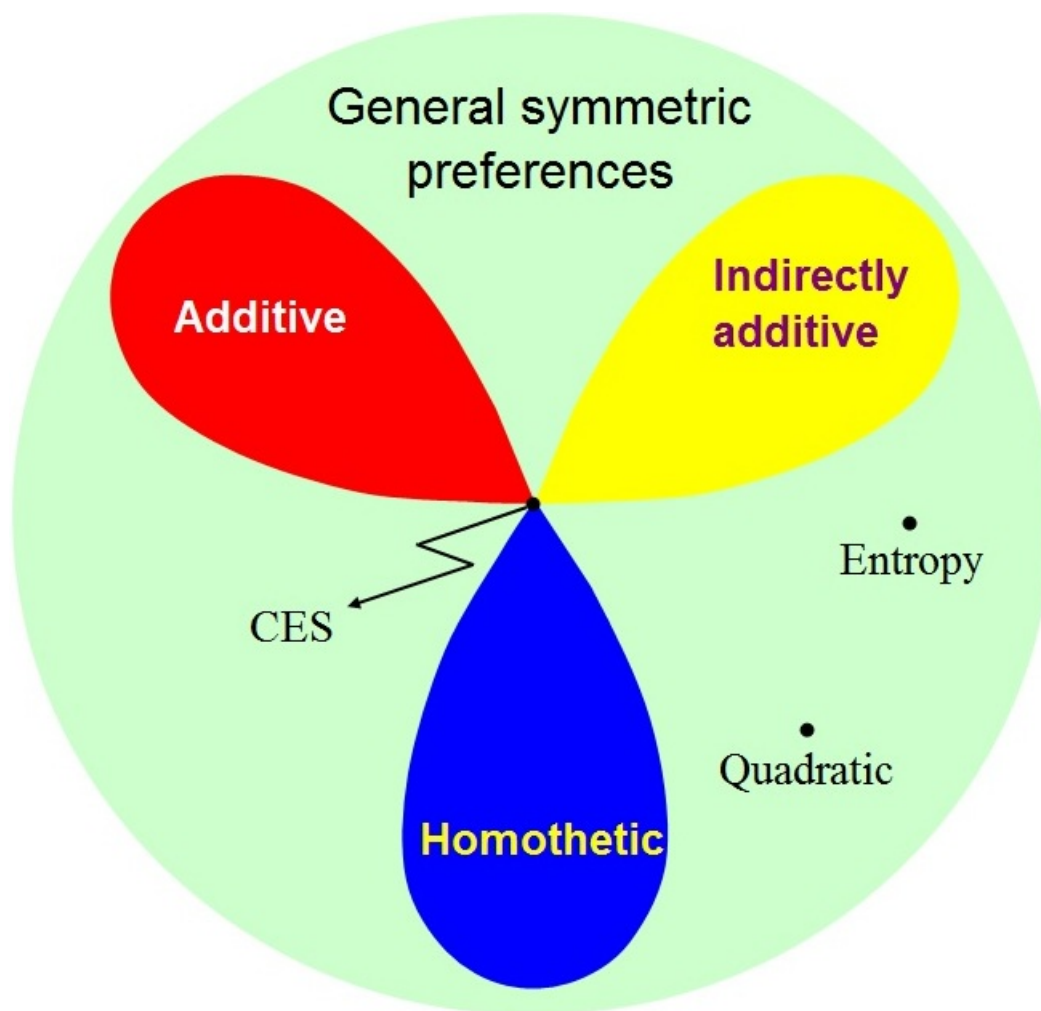 General symmetric
preferences
Additive
Indirectly
additive
Entropy
CES
Quadratic
Homothetic